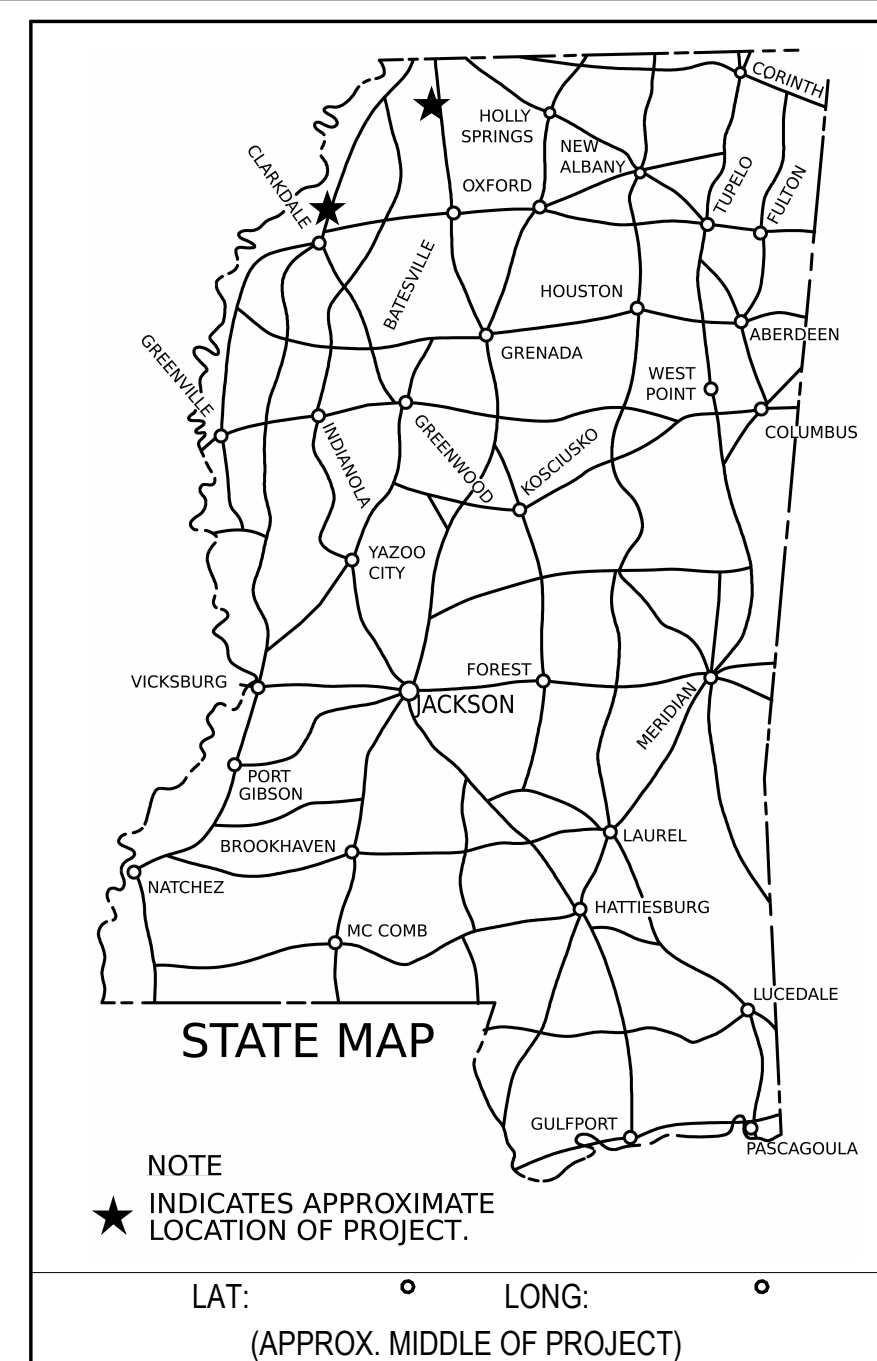 CORINTH
HOLLY
SPRINGS
NEW
ALBANY
CLARKDALE
OXFORD
TUPELO
FULTON
BATESVILLE
HOUSTON
ABERDEEN
GRENADA
GREENVILLE
WEST
POINT
COLUMBUS
INDIANOLA
GREENWOOD
KOSCIUSKO
YAZOO
CITY
VICKSBURG
FOREST
JACKSON
MERIDIAN
PORT
GIBSON
BROOKHAVEN
LAUREL
NATCHEZ
HATTIESBURG
MC COMB
LUCEDALE
STATE MAP
GULFPORT
PASCAGOULA
NOTE
INDICATES APPROXIMATE
LOCATION OF PROJECT.
LAT: ° LONG: °
(APPROX. MIDDLE OF PROJECT)